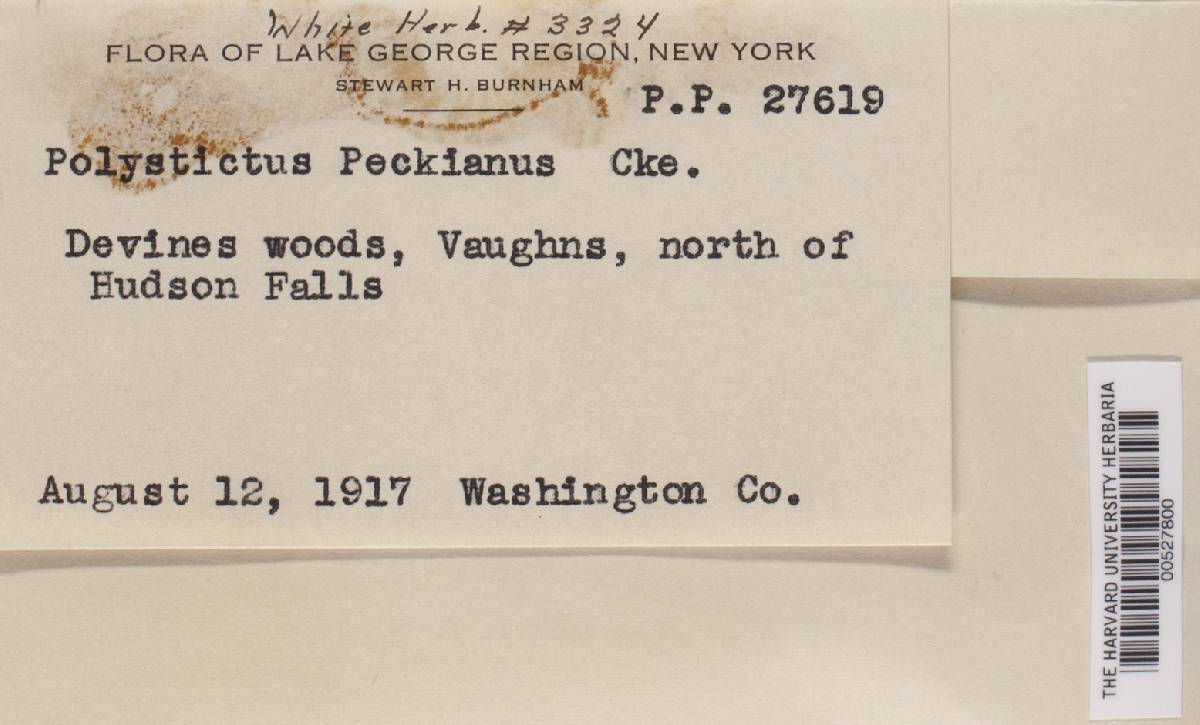 White Herb. # 3324
FLORA OF LAKE GEORGE REGION, NEW YORK
STEWART H. BURNHAM
P.P. 27619
Polystictus Peckianus Cke.
Devines woods, Vaughns, north of
Hudson Falls
August 12, 1917 Washington Co.
THE HARVARD UNIVERSITY HERBARIA
00527800